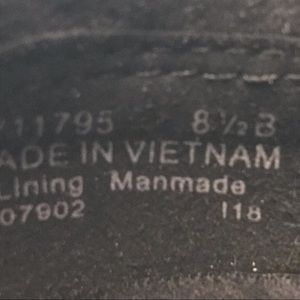 11795 8½B
ADE IN VIETNAM
Lining Manmade
07902 I18